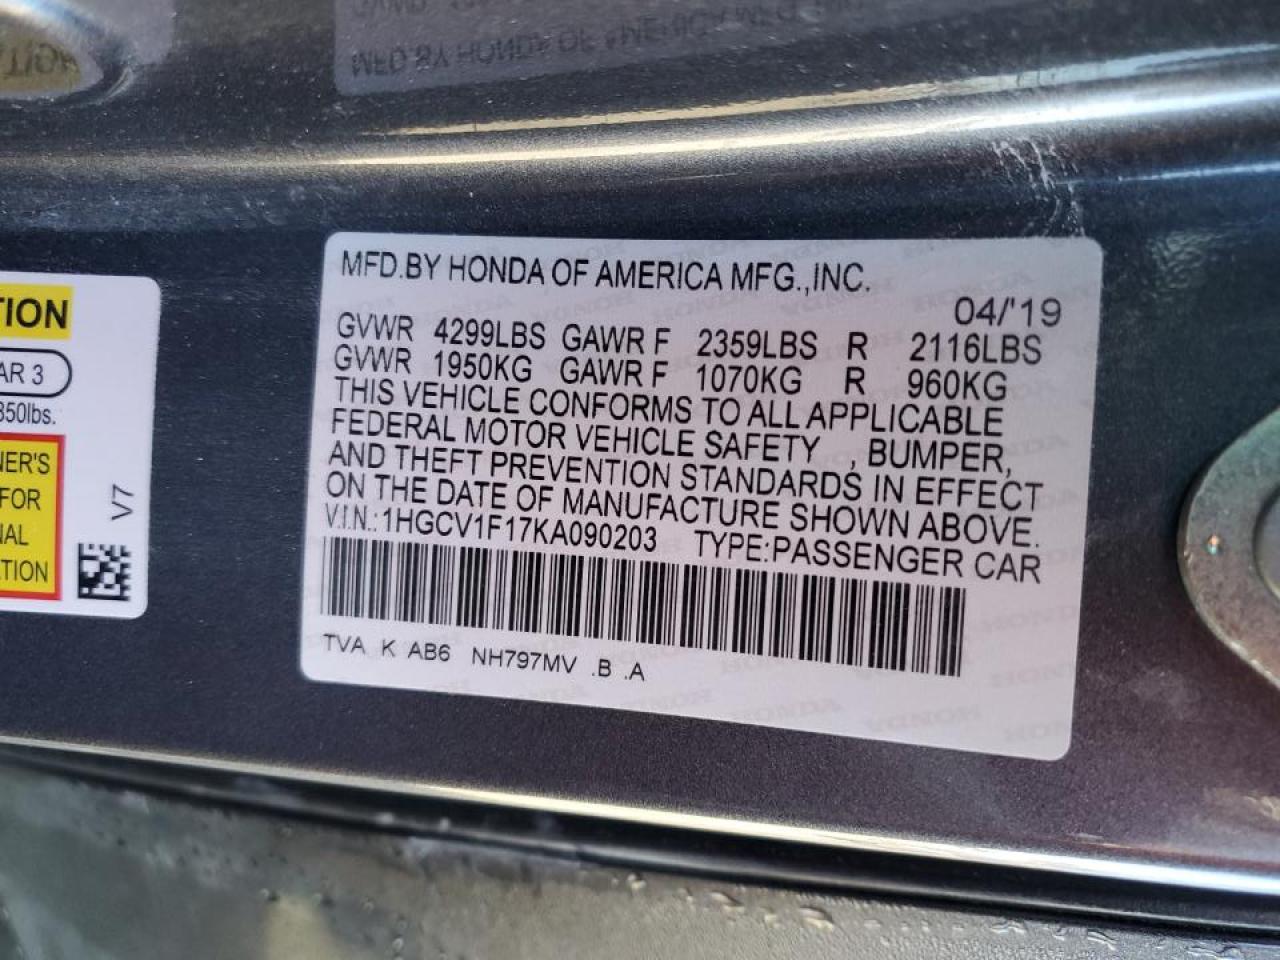 MFD.BY HONDA OF AMERICA MFG.,INC.
04/'19
GVWR 4299LBS GAWR F 2359LBS R 2116LBS
GVWR 1950KG GAWR F 1070KG R 960KG
THIS VEHICLE CONFORMS TO ALL APPLICABLE
FEDERAL MOTOR VEHICLE SAFETY , BUMPER,
AND THEFT PREVENTION STANDARDS IN EFFECT
ON THE DATE OF MANUFACTURE SHOWN ABOVE.
V.I.N.:1HGCV1F17KA090203 TYPE:PASSENGER CAR
TVA K AB6 NH797MV .B .A
TION
AR 3
350lbs.
NER'S
FOR
NAL
TION
V7